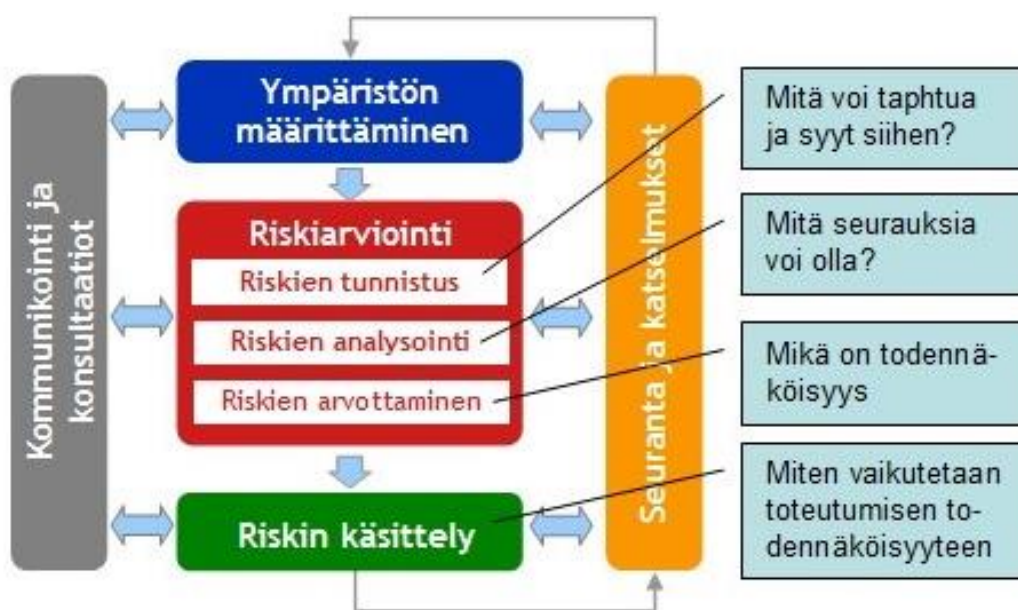 Kommunikointi ja
konsultaatiot
Ympäristön
määrittäminen
Riskiarviointi
Riskien tunnistus
Riskien analysointi
Riskien arvottaminen
Riskin käsittely
Seuranta ja katselmukset
Mitä voi taphtua
ja syyt siihen?
Mitä seurauksia
voi olla?
Mikä on todennä-
köisyys
Miten vaikutetaan
toteutumisen to-
dennäköisyyteen